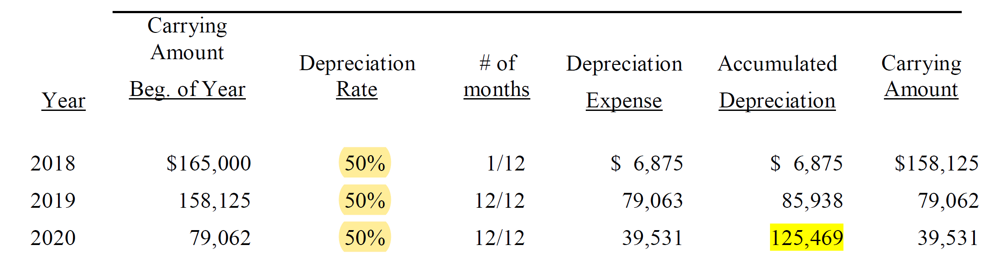 Carrying
Amount
Depreciation # of Depreciation Accumulated Carrying
Beg. of Year Rate months Amount
Year Expense Depreciation
2018 $165,000 50% 1/12 $ 6,875 $ 6,875 $158,125
2019 158,125 50% 12/12 79,063 85,938 79,062
2020 79,062 50% 12/12 39,531 125,469 39,531